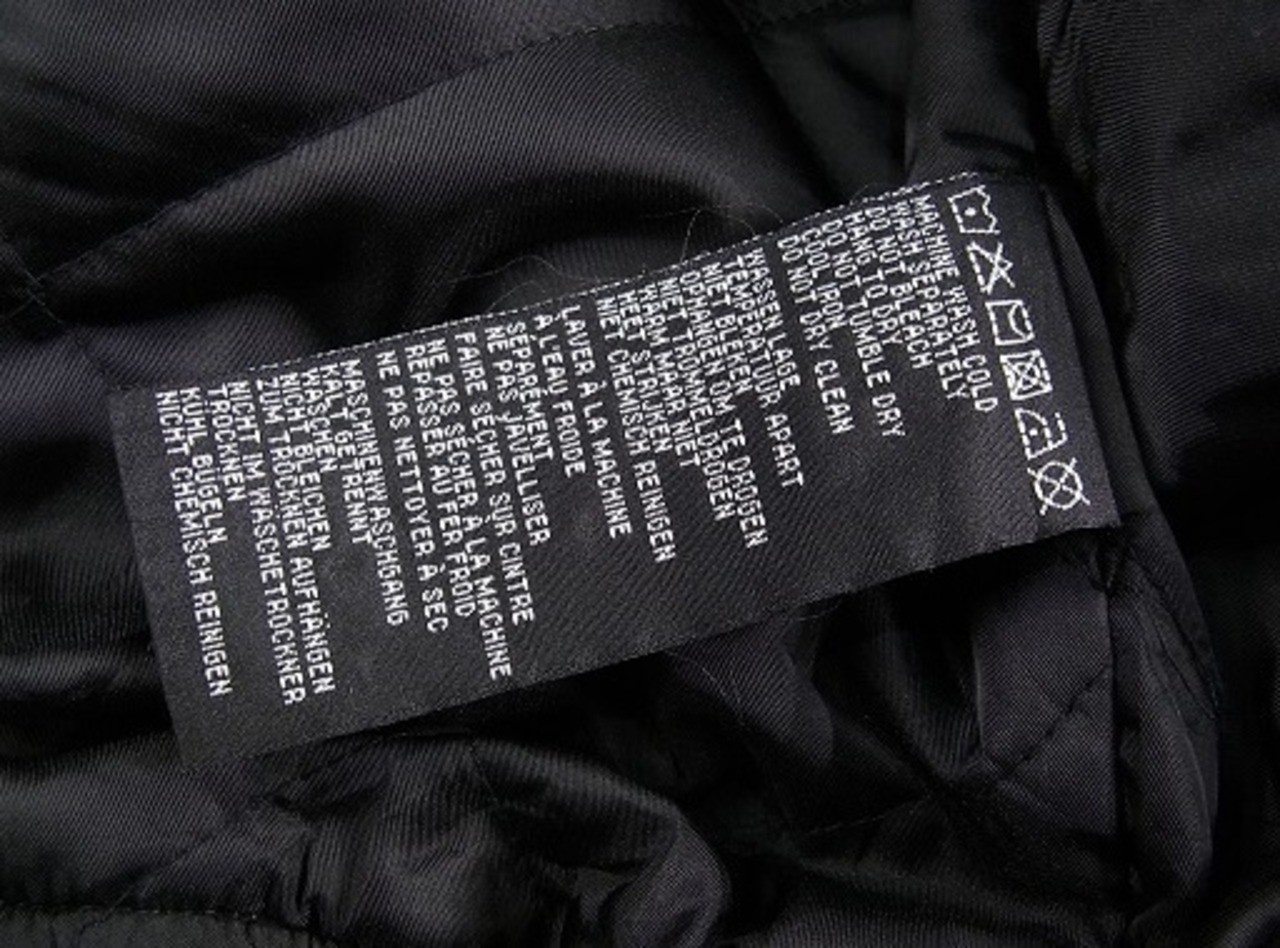 MACHINE WASH COLD
WASH SEPARATELY
DO NOT BLEACH
HANG TO DRY
DO NOT TUMBLE DRY
COOL IRON
DO NOT DRY CLEAN
WASSEN LAGE
TEMPERATUUR APART
NIET BLEKEN
OPHANGEN OM TE DROGEN
NIET TROMMELDROGEN
WARM MAAR NIET
HEET STRIJKEN
NIET CHEMISCH REINIGEN
LAVER À LA MACHINE
À L'EAU FROIDE
SEPARÉMENT
NE PAS JAVELLISER
FAIRE SÉCHER SUR CINTRE
NE PAS SÉCHER À LA MACHINE
REPASSER AU FER FROID
NE PAS NETTOYER À SEC
MASCHINENWASCHGANG
KALT GETRENNT
WASCHEN
NICHT BLEICHEN
ZUM TROCKNEN AUFHÄNGEN
NICHT IM WÄSCHETROCKNER
TROCKNEN
KÜHL BÜGELN
NICHT CHEMISCH REINIGEN